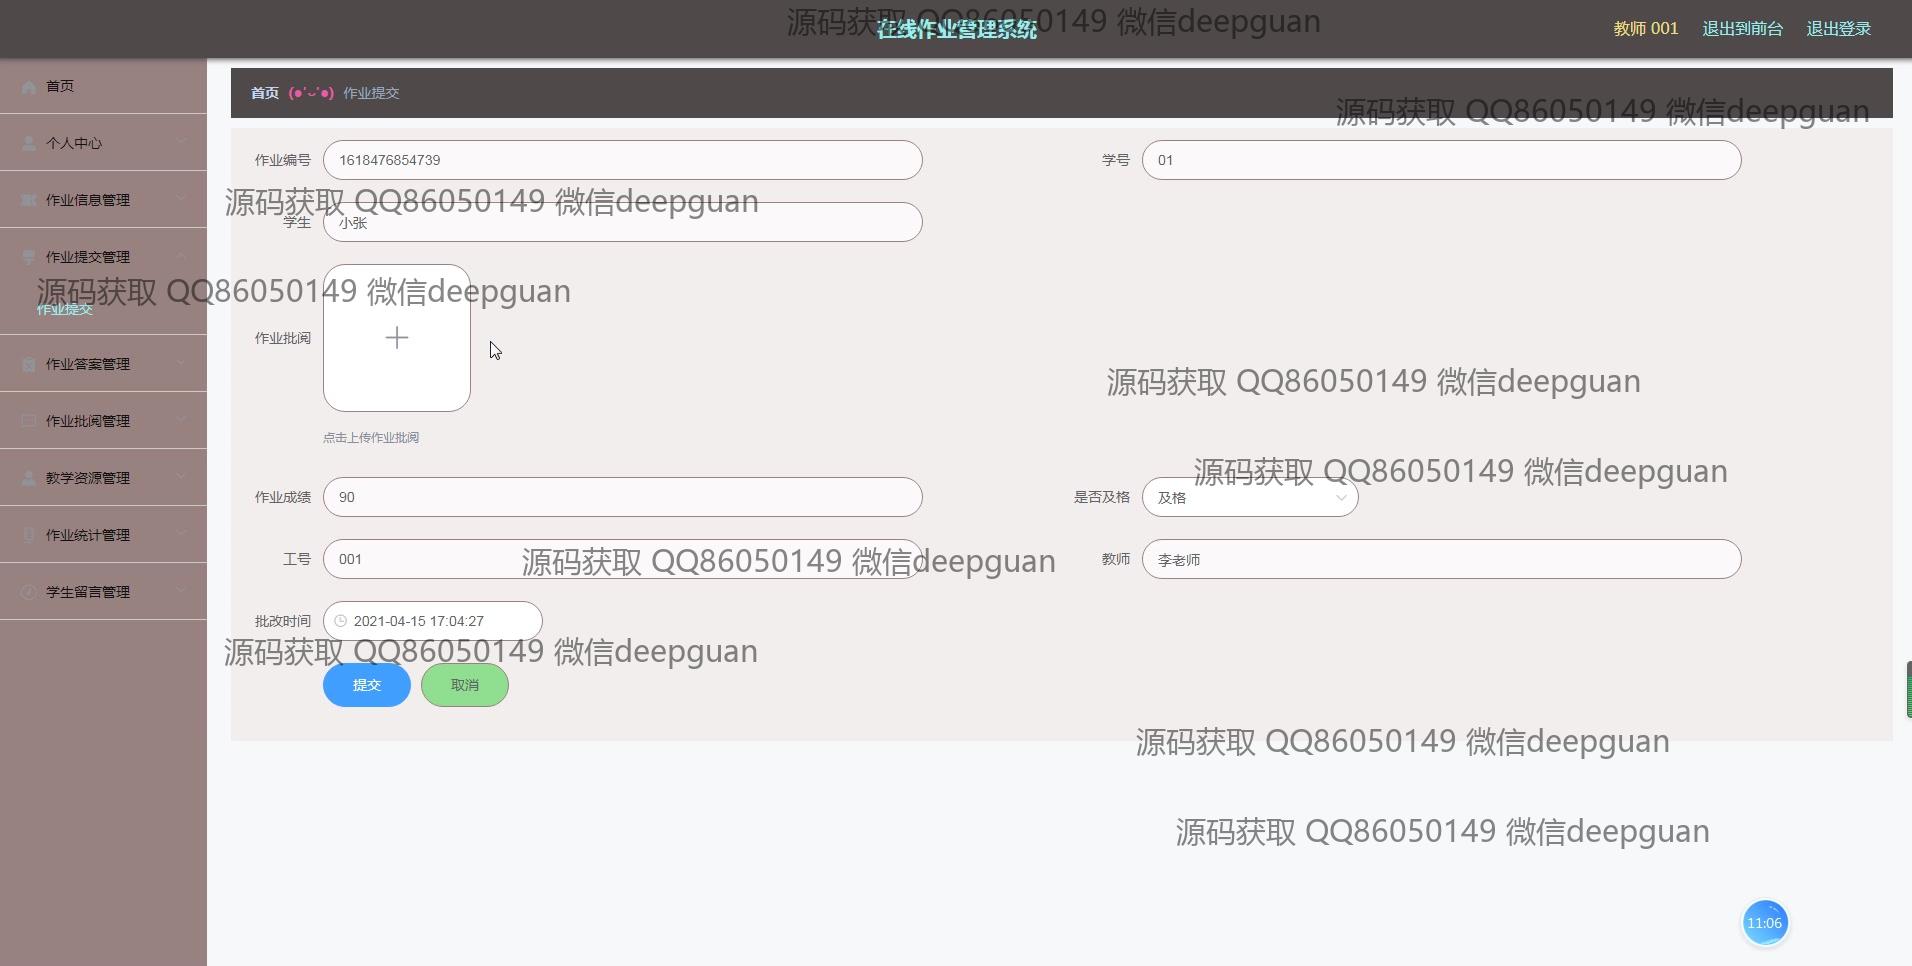 源码获取 QQ86050149 微信deepguan
在线作业管理系统
教师 001 退出到前台 退出登录
首页
首页 (●'◡'●) 作业提交
源码获取 QQ86050149 微信deepguan
个人中心
作业编号 1618476854739 学号 01
作业信息管理
源码获取 QQ86050149 微信deepguan
学生 小张
作业提交管理
源码获取 QQ86050149 微信deepguan
作业提交
作业批阅
作业答案管理
源码获取 QQ86050149 微信deepguan
作业批阅管理
点击上传作业批阅
教学资源管理
源码获取 QQ86050149 微信deepguan
作业成绩 90 是否及格 及格
作业统计管理
工号 001 教师 李老师
源码获取 QQ86050149 微信deepguan
学生留言管理
批改时间 2021-04-15 17:04:27
源码获取 QQ86050149 微信deepguan
提交 取消
源码获取 QQ86050149 微信deepguan
源码获取 QQ86050149 微信deepguan
11:06